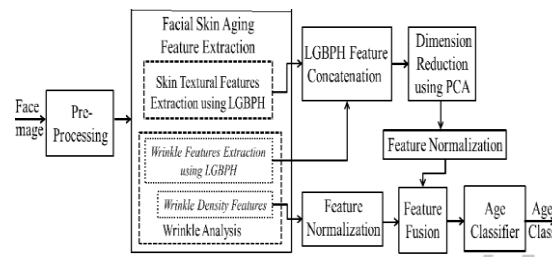 Facial Skin Aging
Feature Extraction
Skin Textural Features
Extraction using LGBPH
LGBPH Feature
Concatenation
Dimension
Reduction
using PCA
Face
mage
Pre-
Processing
Wrinkle Features Extraction
using LGBPH
Wrinkle Density Features
Wrinkle Analysis
Feature Normalization
Feature
Normalization
Feature
Fusion
Age
Classifier
Age
Clas